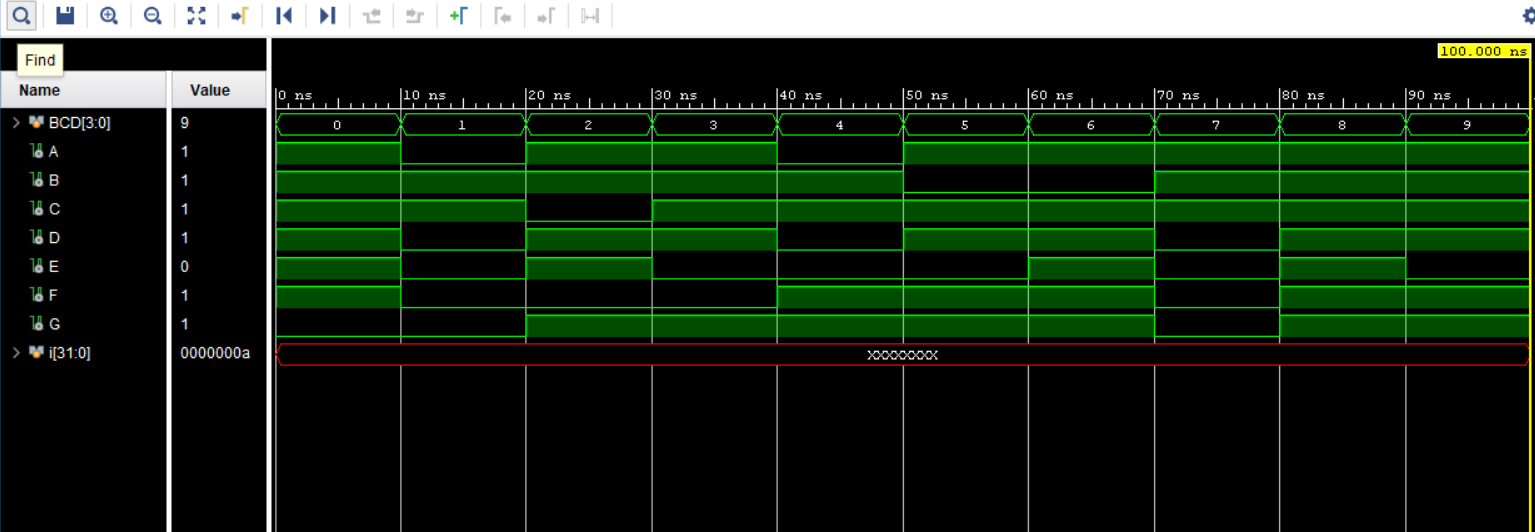 100.000 ns
Find
Name Value
0 ns 10 ns 20 ns 30 ns 40 ns 50 ns 60 ns 70 ns 80 ns 90 ns
BCD[3:0] 9 0 1 2 3 4 5 6 7 8 9
A 1
B 1
C 1
D 1
E 0
F 1
G 1
i[31:0] 0000000a XXXXXXXX